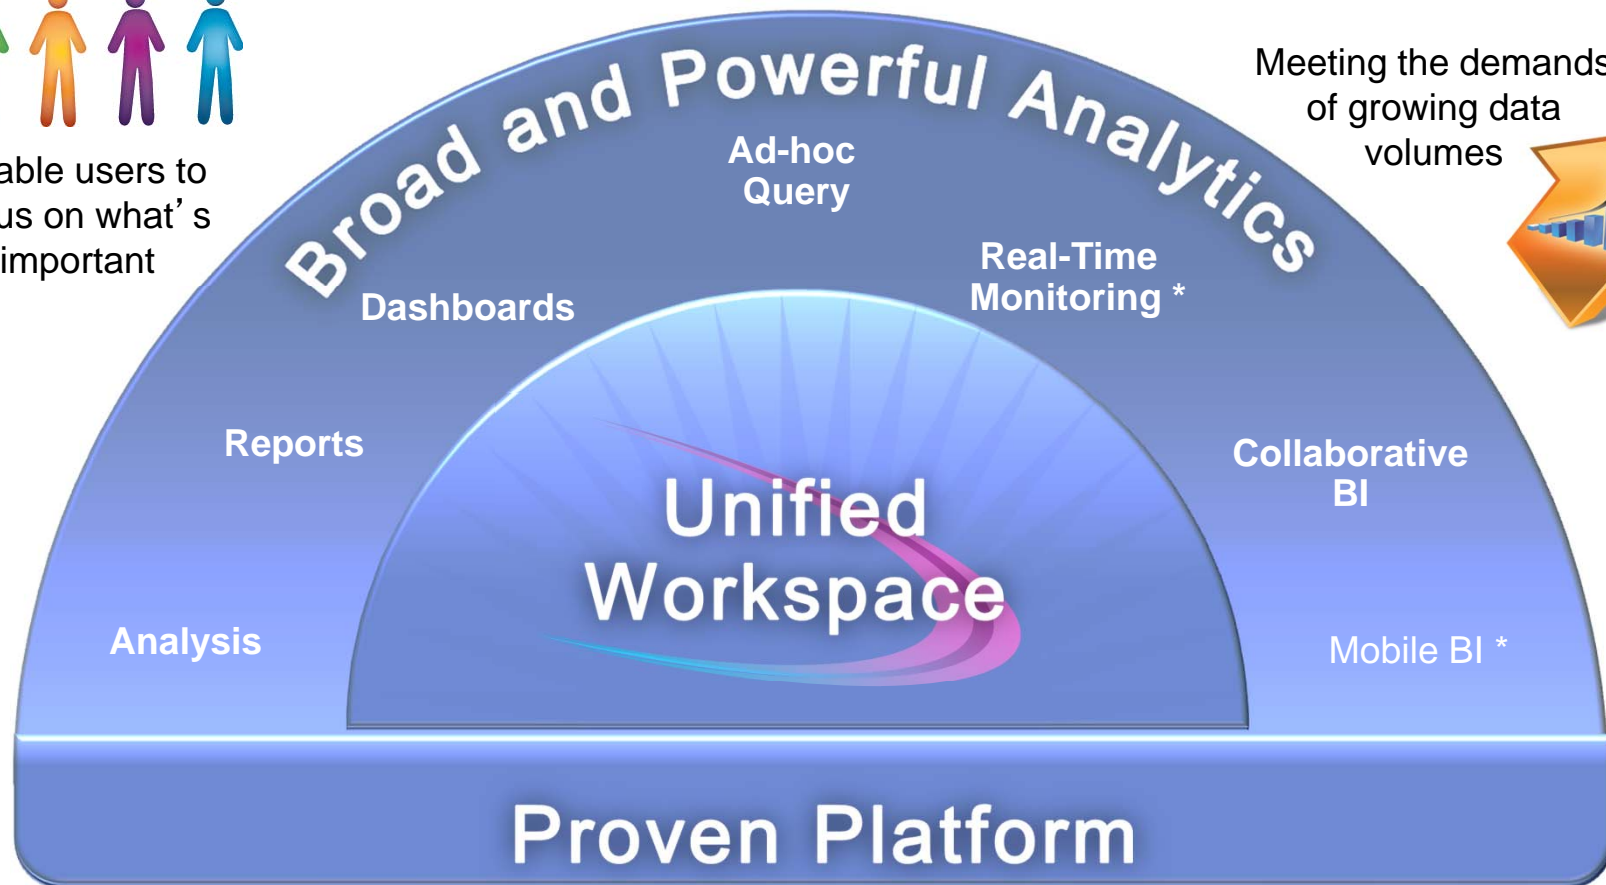 able users to
us on what’s
important
Meeting the demands
of growing data
volumes
Broad and Powerful Analytics
Ad-hoc
Query
Real-Time
Monitoring *
Dashboards
Reports
Collaborative
BI
Analysis
Mobile BI *
Unified
Workspace
Proven Platform